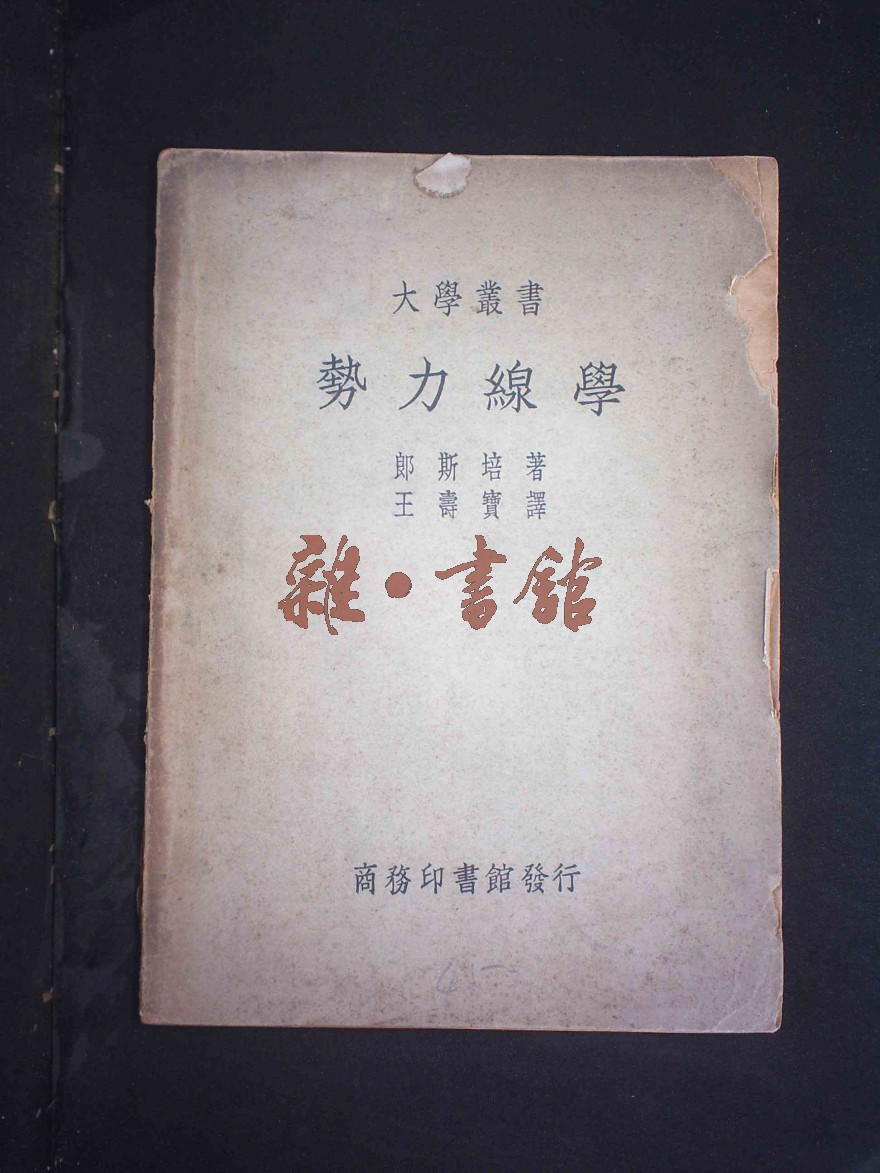 大學叢書
勢力線學
郎斯培著
王壽寶譯
雜·書館
商務印書館發行